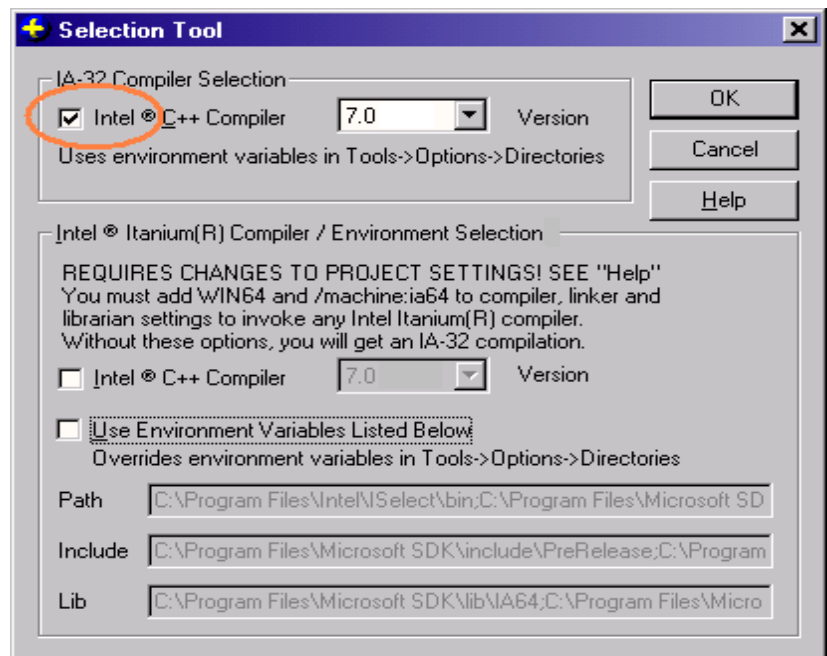 Selection Tool
IA-32 Compiler Selection
OK
Intel ® C++ Compiler 7.0 Version
Uses environment variables in Tools->Options->Directories
Cancel
Help
Intel ® Itanium(R) Compiler / Environment Selection
REQUIRES CHANGES TO PROJECT SETTINGS! SEE "Help"
You must add WIN64 and /machine:ia64 to compiler, linker and
librarian settings to invoke any Intel Itanium(R) compiler.
Without these options, you will get an IA-32 compilation.
Intel ® C++ Compiler 7.0 Version
Use Environment Variables Listed Below
Overrides environment variables in Tools->Options->Directories
Path C:\Program Files\Intel\ISelect\bin;C:\Program Files\Microsoft SD
Include C:\Program Files\Microsoft SDK\include\PreRelease;C:\Program
Lib C:\Program Files\Microsoft SDK\lib\IA64;C:\Program Files\Micro